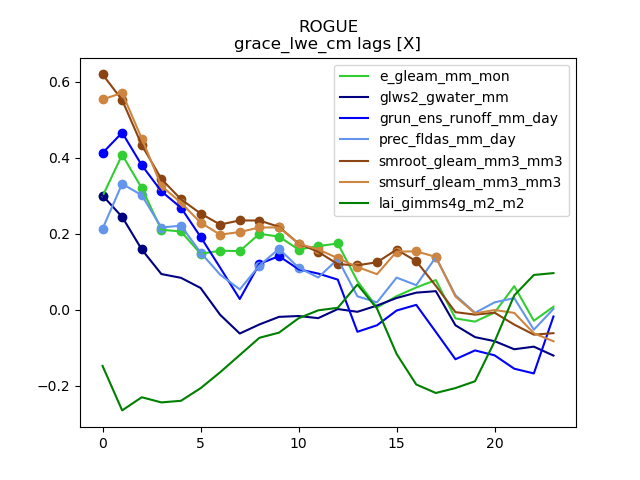 ROGUE
grace_lwe_cm lags [X]
e_gleam_mm_mon
glws2_gwater_mm
grun_ens_runoff_mm_day
prec_fldas_mm_day
smroot_gleam_mm3_mm3
smsurf_gleam_mm3_mm3
lai_gimms4g_m2_m2
0.6
0.4
0.2
0.0
−0.2
0 5 10 15 20